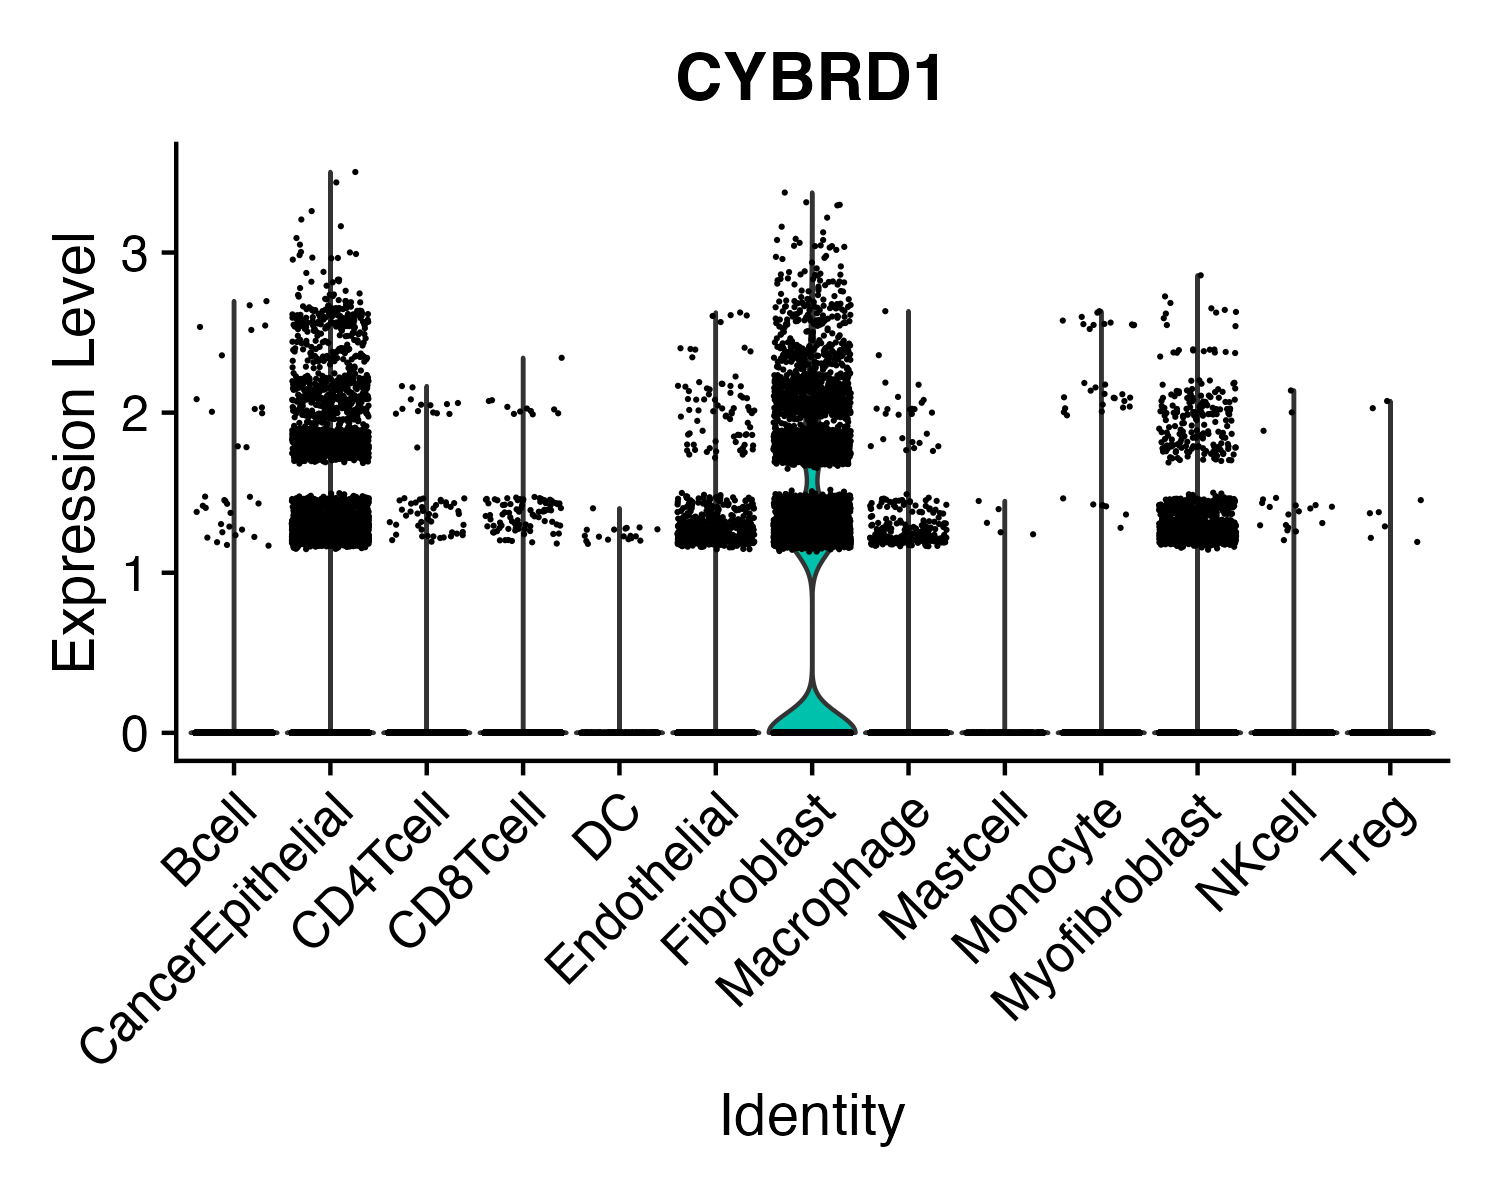 CYBRD1
Expression Level
3
2
1
0
Bcell
CancerEpithelial
CD4Tcell
CD8Tcell
DC
Endothelial
Fibroblast
Macrophage
Mastcell
Monocyte
Myofibroblast
NKcell
Treg
Identity